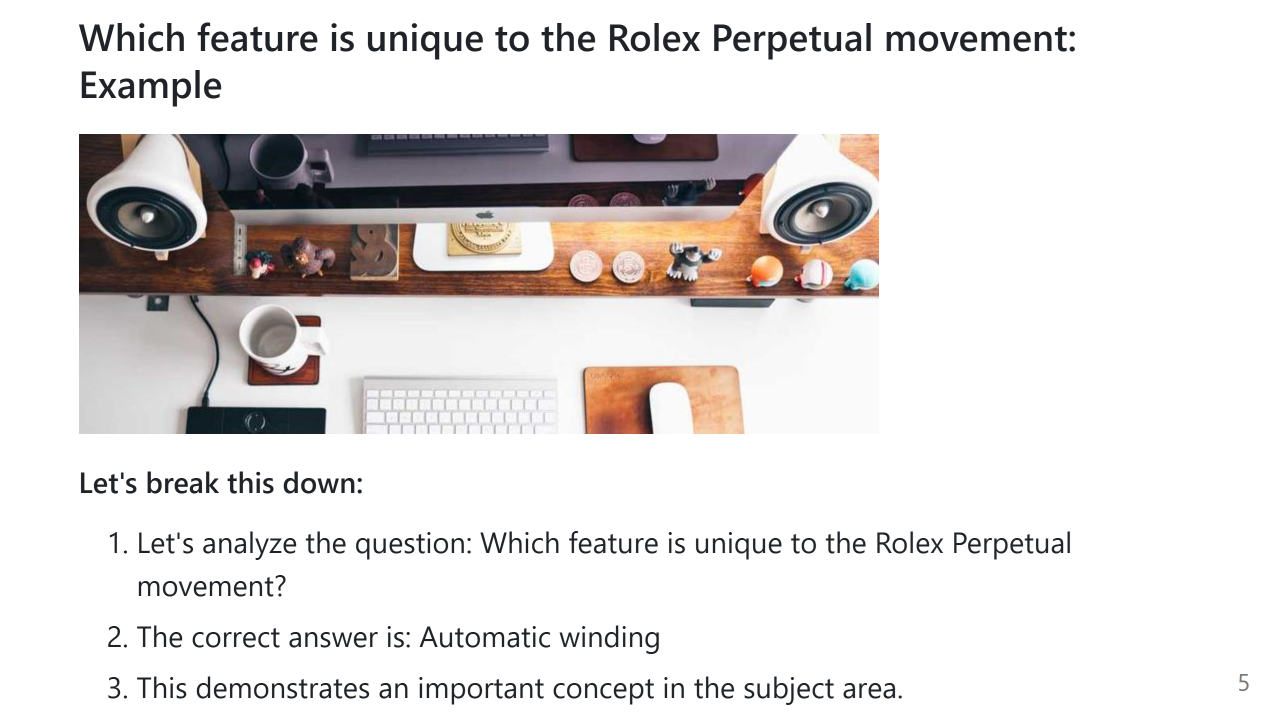 Which feature is unique to the Rolex Perpetual movement:
Example
Let's break this down:
1. Let's analyze the question: Which feature is unique to the Rolex Perpetual
movement?
2. The correct answer is: Automatic winding
3. This demonstrates an important concept in the subject area.
5